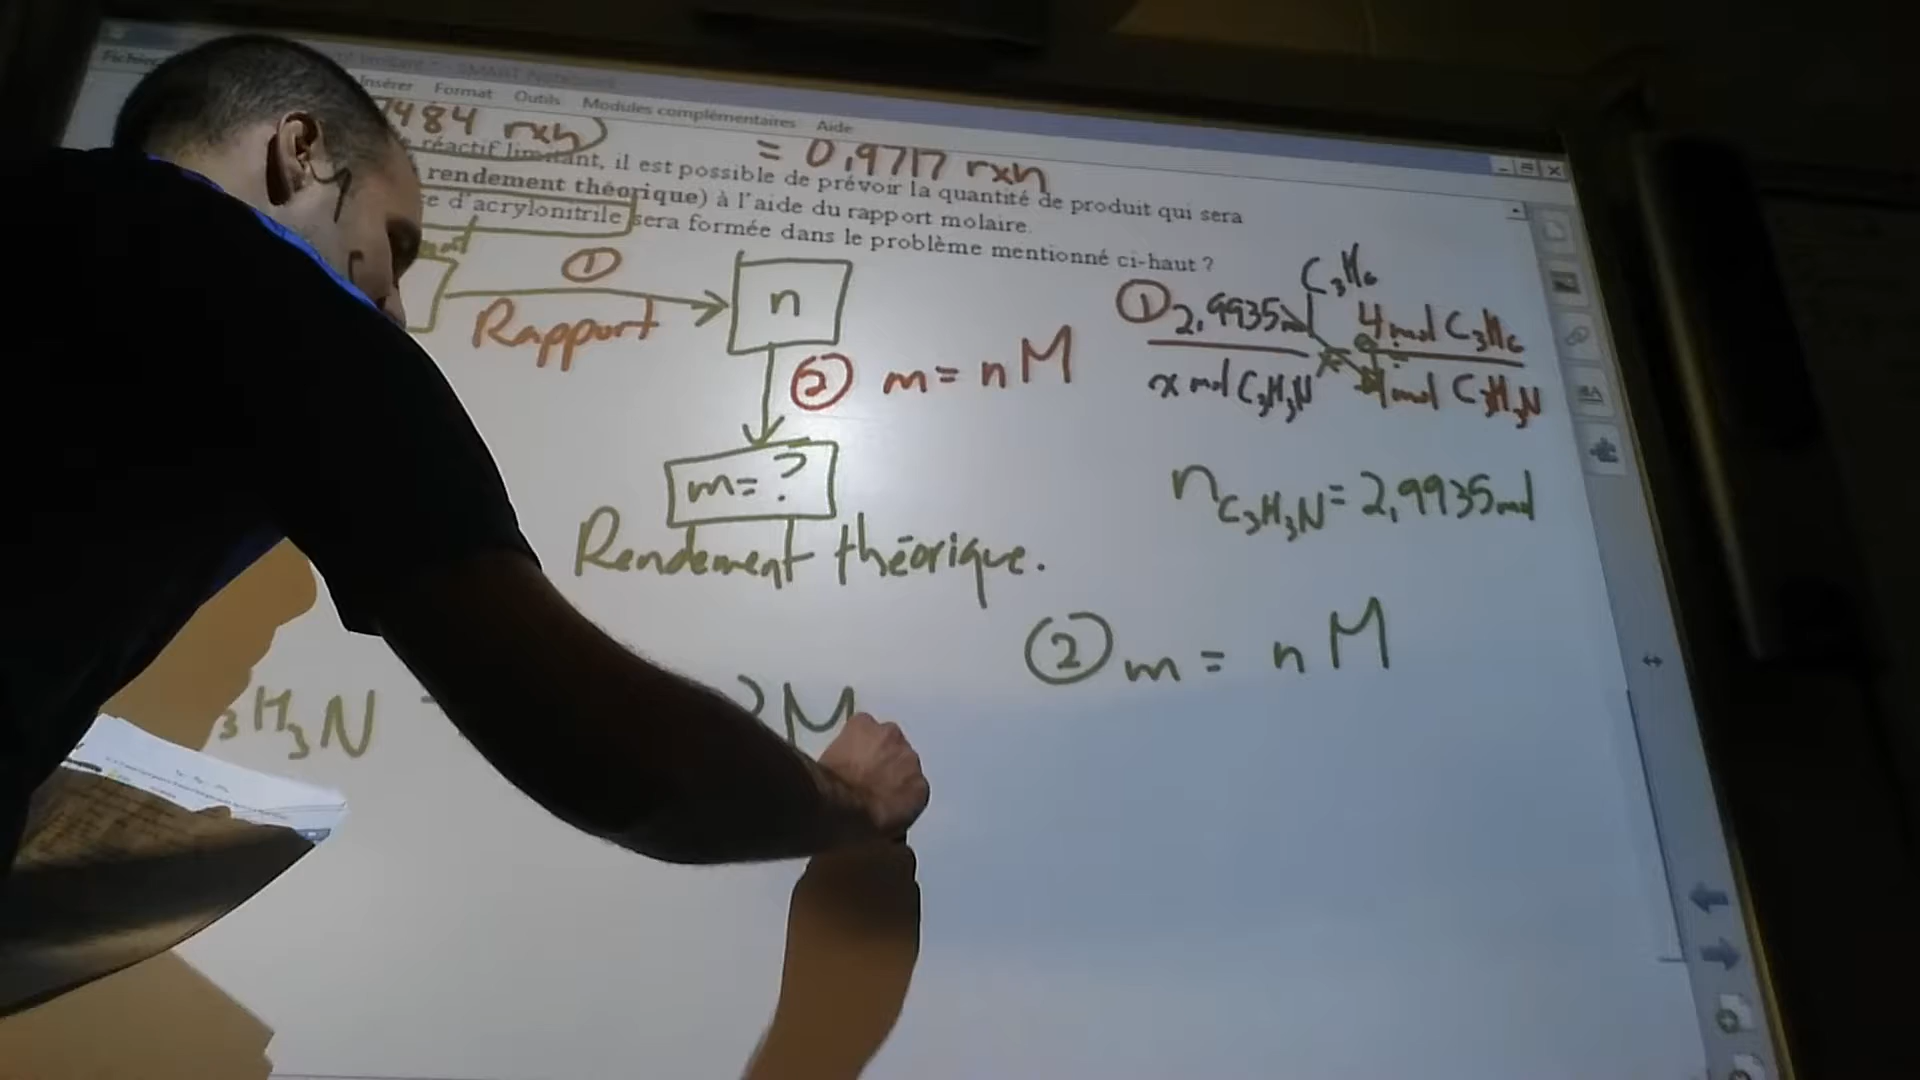 Insérer Format Outils Modules complémentaires Aide
484 rxn
= 0,9717 rxn
réactif limitant, il est possible de prévoir la quantité de produit qui sera
rendement théorique) à l'aide du rapport molaire.
d'acrylonitrile sera formée dans le problème mentionné ci-haut ?
①
Rapport
n
② m = nM
m = ?
Rendement théorique.
C₃H₆
① 2,9935 mol 4 mol C₃H₆
x mol C₃H₃N 4 mol C₃H₃N
n C₃H₃N = 2,9935 mol
② m = nM
₃H₃N
M